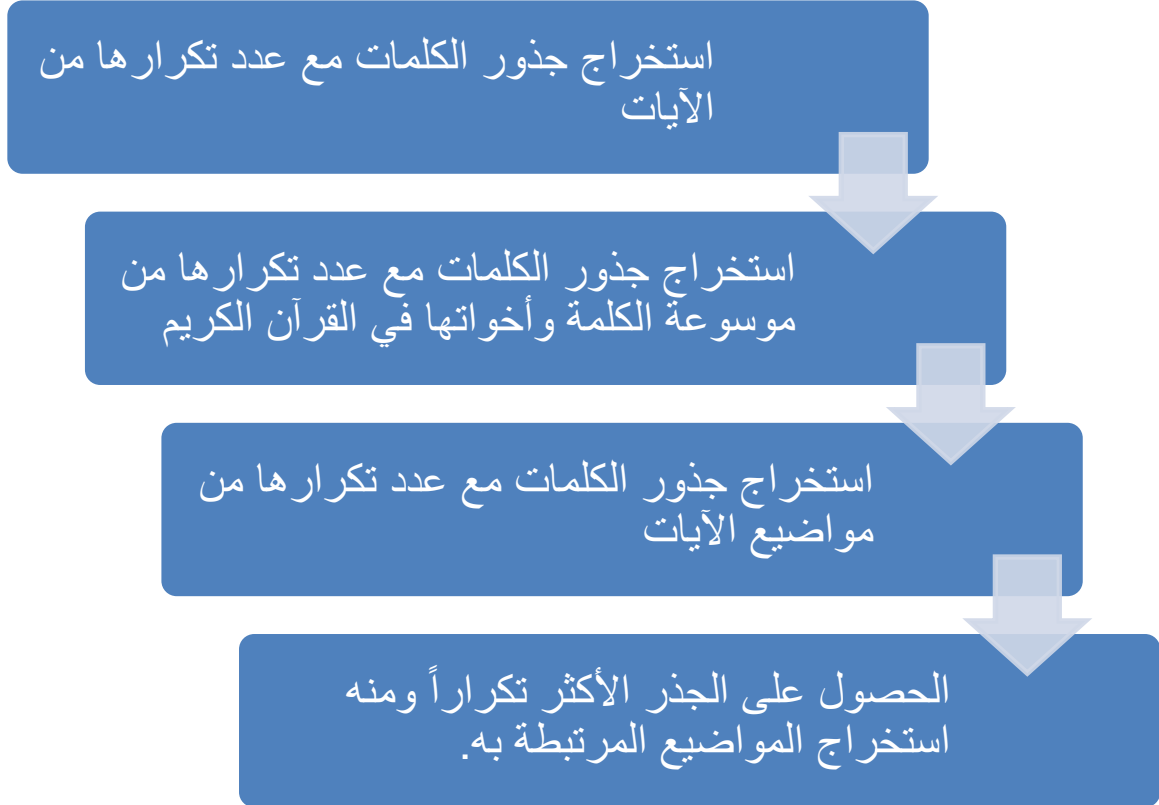 استخراج جذور الكلمات مع عدد تكرارها من
الآيات
استخراج جذور الكلمات مع عدد تكرارها من
موسوعة الكلمة وأخواتها في القرآن الكريم
استخراج جذور الكلمات مع عدد تكرارها من
مواضيع الآيات
الحصول على الجذر الأكثر تكراراً ومنه
استخراج المواضيع المرتبطة به.